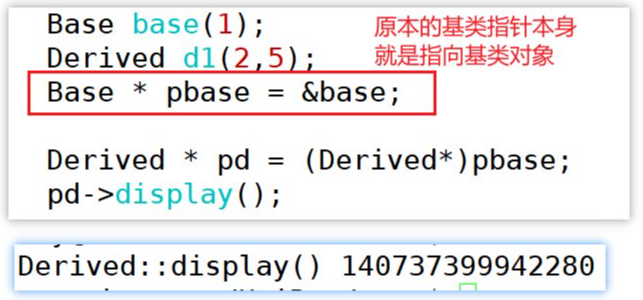 Base base(1);
原本的基类指针本身
Derived d1(2,5);
就是指向基类对象
Base * pbase = &base;
Derived * pd = (Derived*)pbase;
pd->display();
Derived::display() 140737399942280